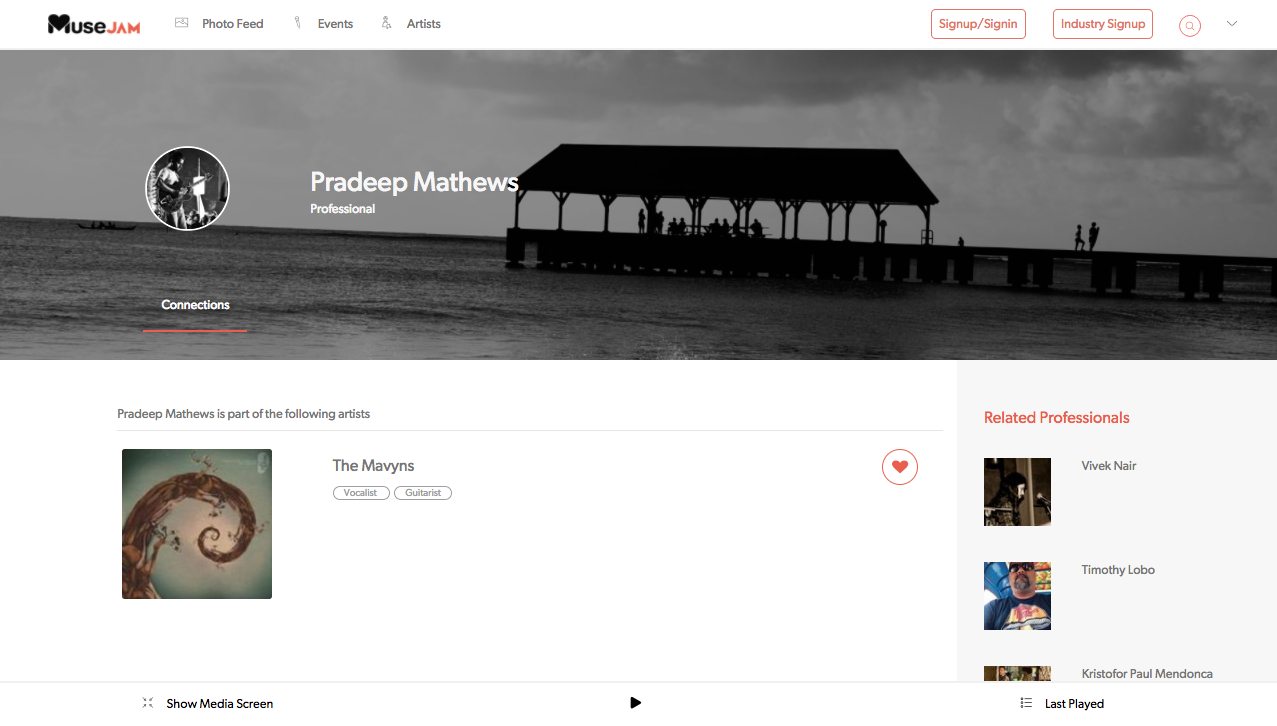 MuseJAM
Photo Feed
Events
Artists
Signup/Signin
Industry Signup
Pradeep Mathews
Professional
Connections
Pradeep Mathews is part of the following artists
The Mavyns
Vocalist
Guitarist
Related Professionals
Vivek Nair
Timothy Lobo
Kristofor Paul Mendonca
Show Media Screen
Last Played